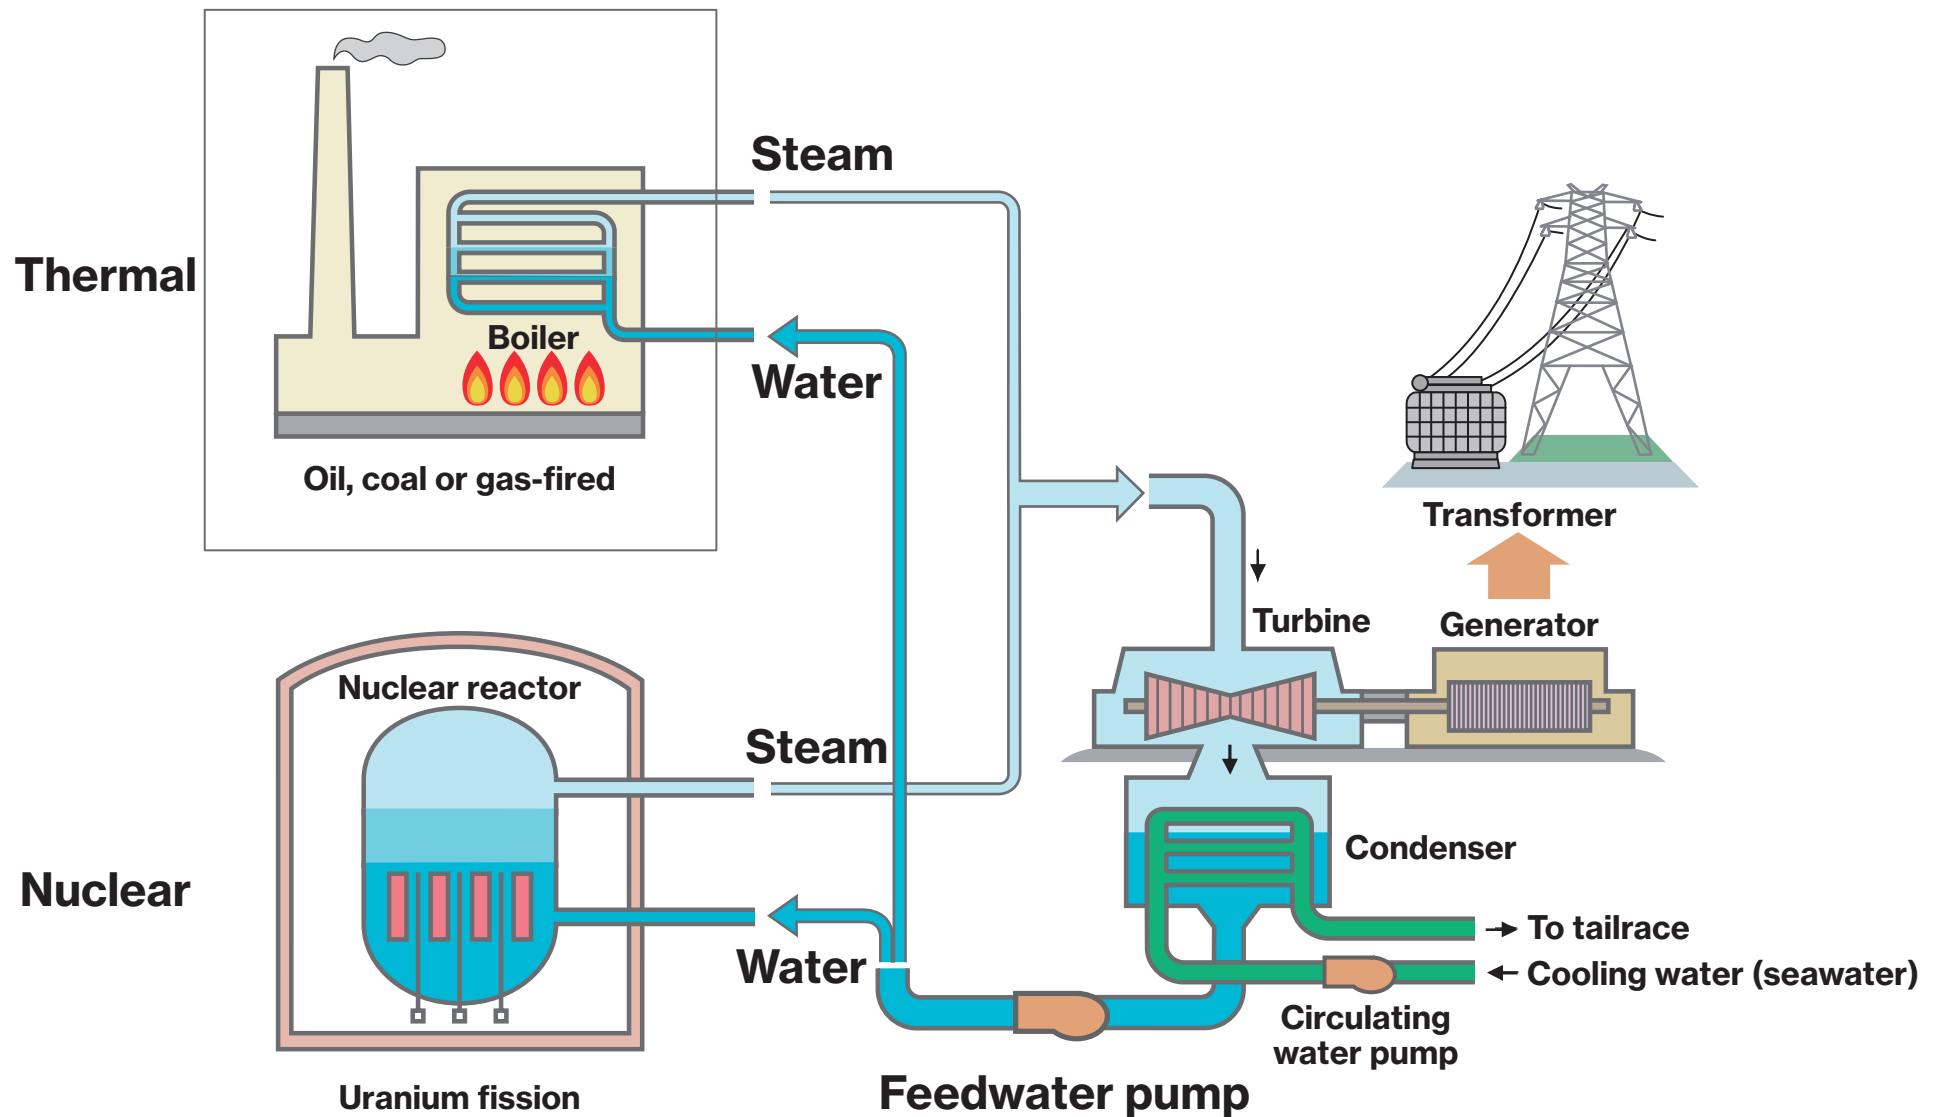 Steam
Thermal
Boiler
Water
Oil, coal or gas-fired
Transformer
Turbine
Generator
Nuclear reactor
Steam
Condenser
Nuclear
To tailrace
Water
Cooling water (seawater)
Circulating
water pump
Uranium fission
Feedwater pump